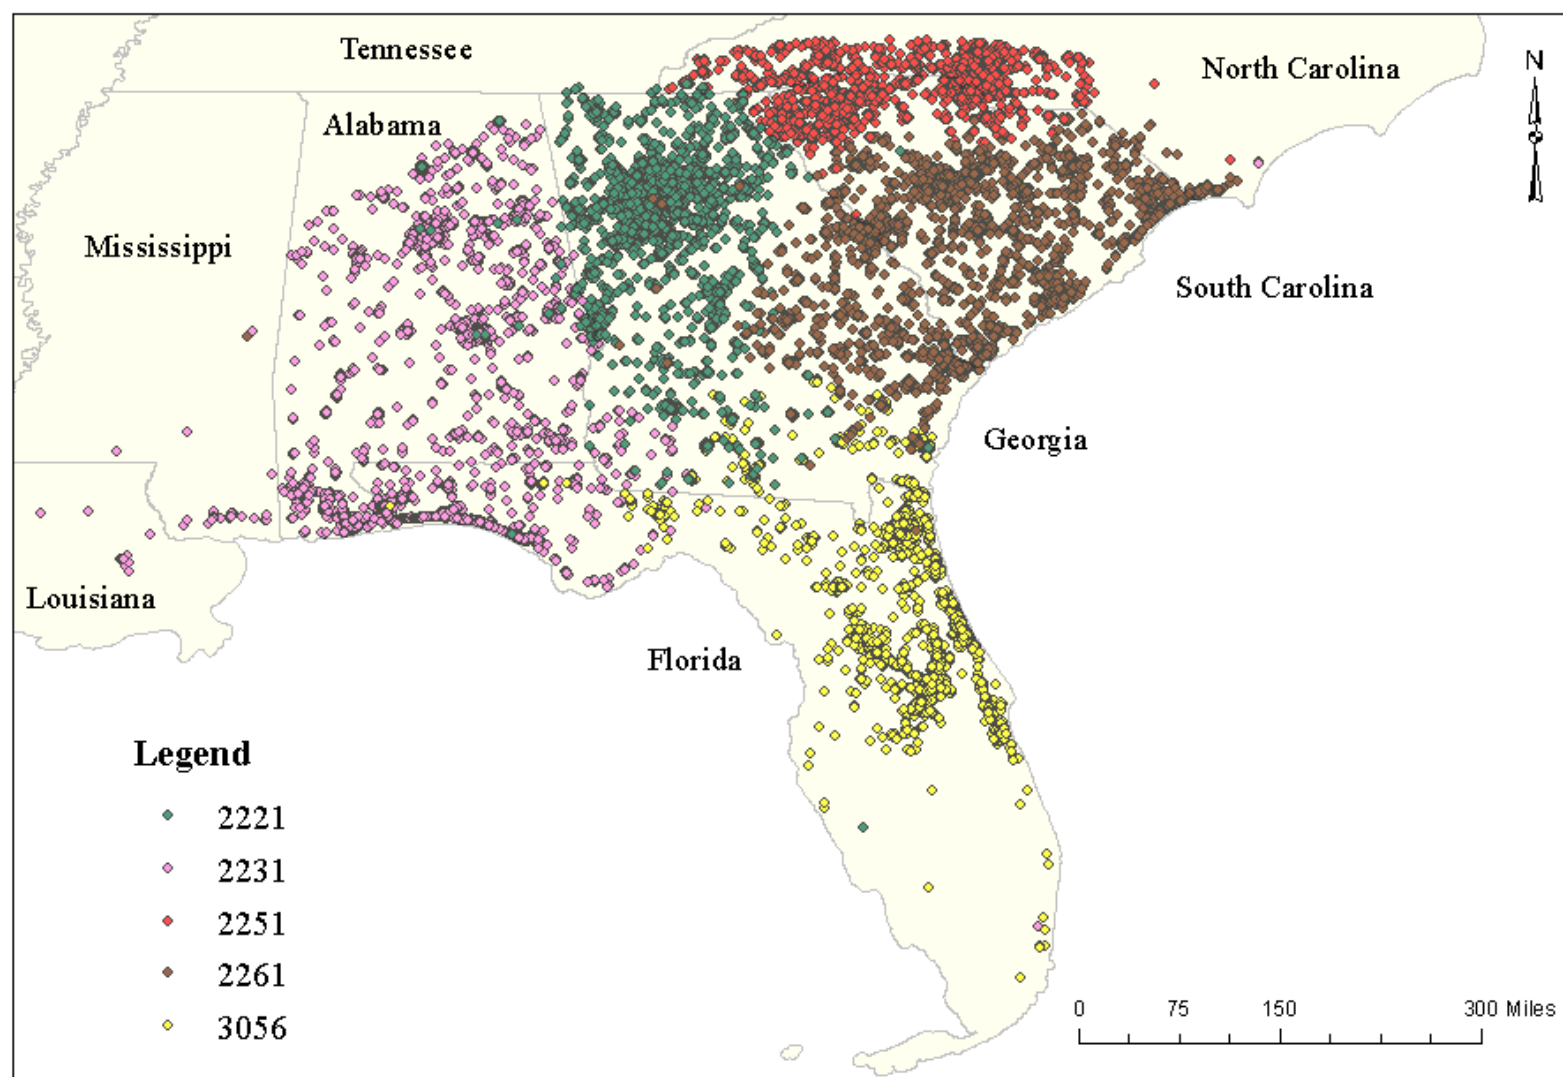 Tennessee
N
North Carolina
Alabama
Mississippi
South Carolina
Georgia
Louisiana
Florida
Legend
2221
2231
2251
2261
3056
0 75 150 300 Miles